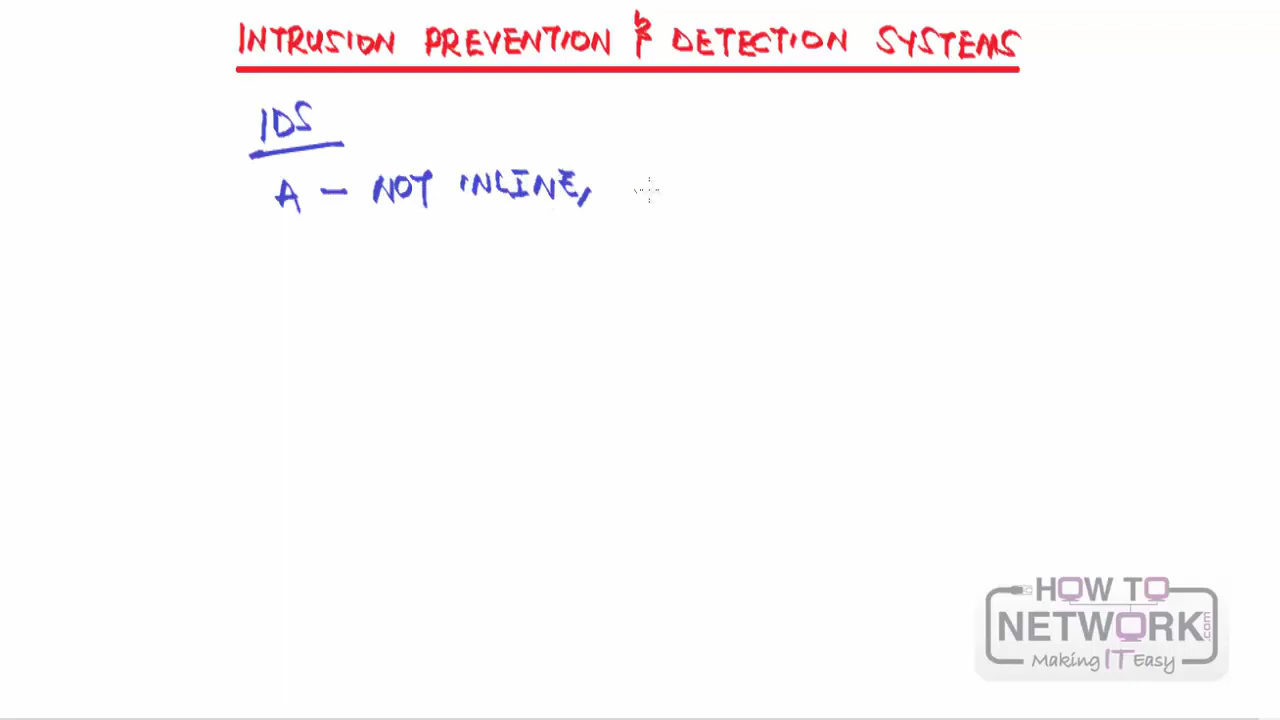 INTRUSION PREVENTION & DETECTION SYSTEMS
IDS
A – NOT INLINE,
HOW TO
NETWORK.com
Making IT Easy